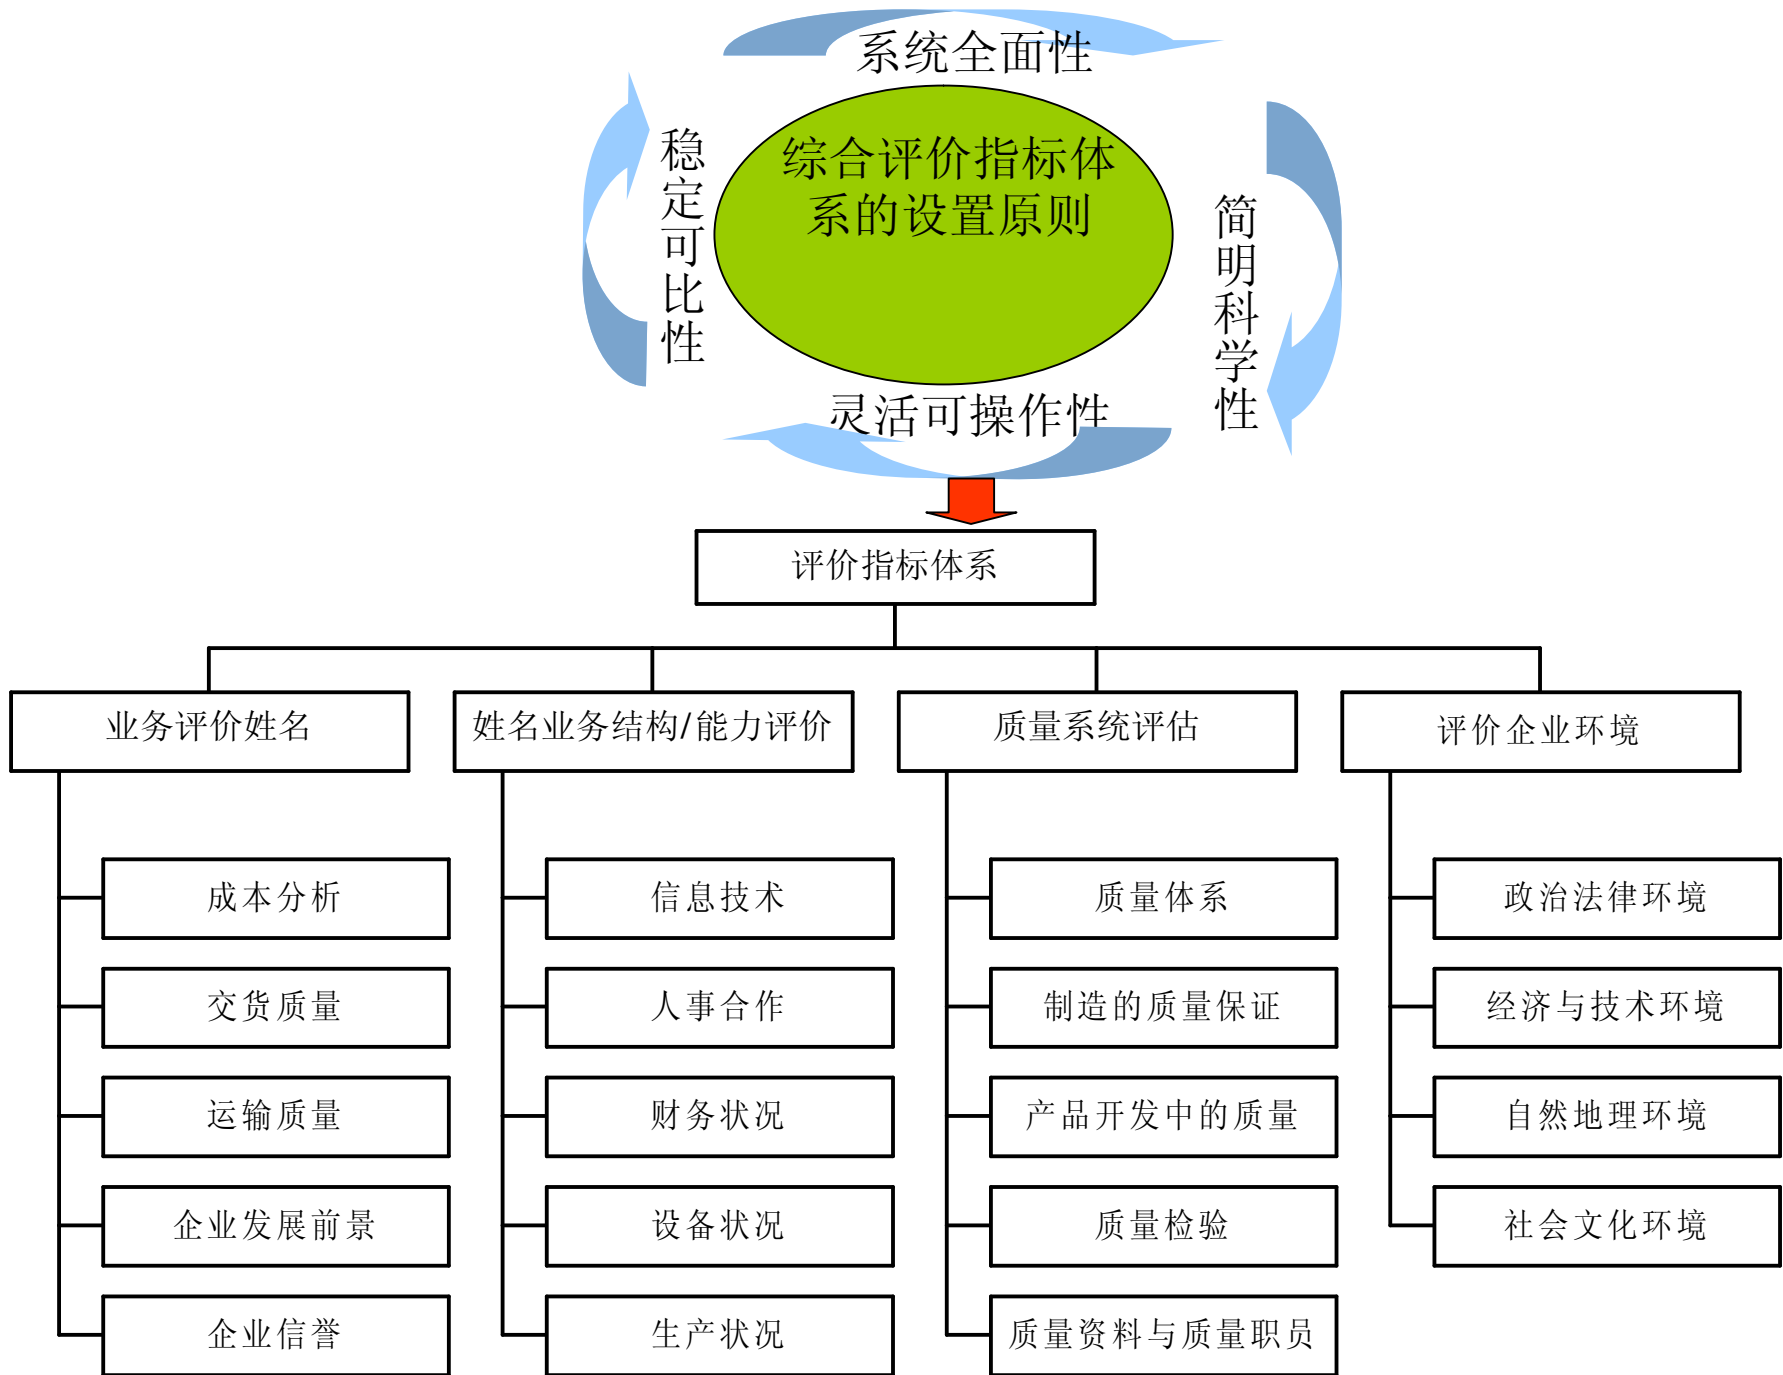 系统全面性
稳定可比性
综合评价指标体
系的设置原则
简明科学性
灵活可操作性
评价指标体系
业务评价姓名
姓名业务结构/能力评价
质量系统评估
评价企业环境
成本分析
信息技术
质量体系
政治法律环境
交货质量
人事合作
制造的质量保证
经济与技术环境
运输质量
财务状况
产品开发中的质量
自然地理环境
企业发展前景
设备状况
质量检验
社会文化环境
企业信誉
生产状况
质量资料与质量职员